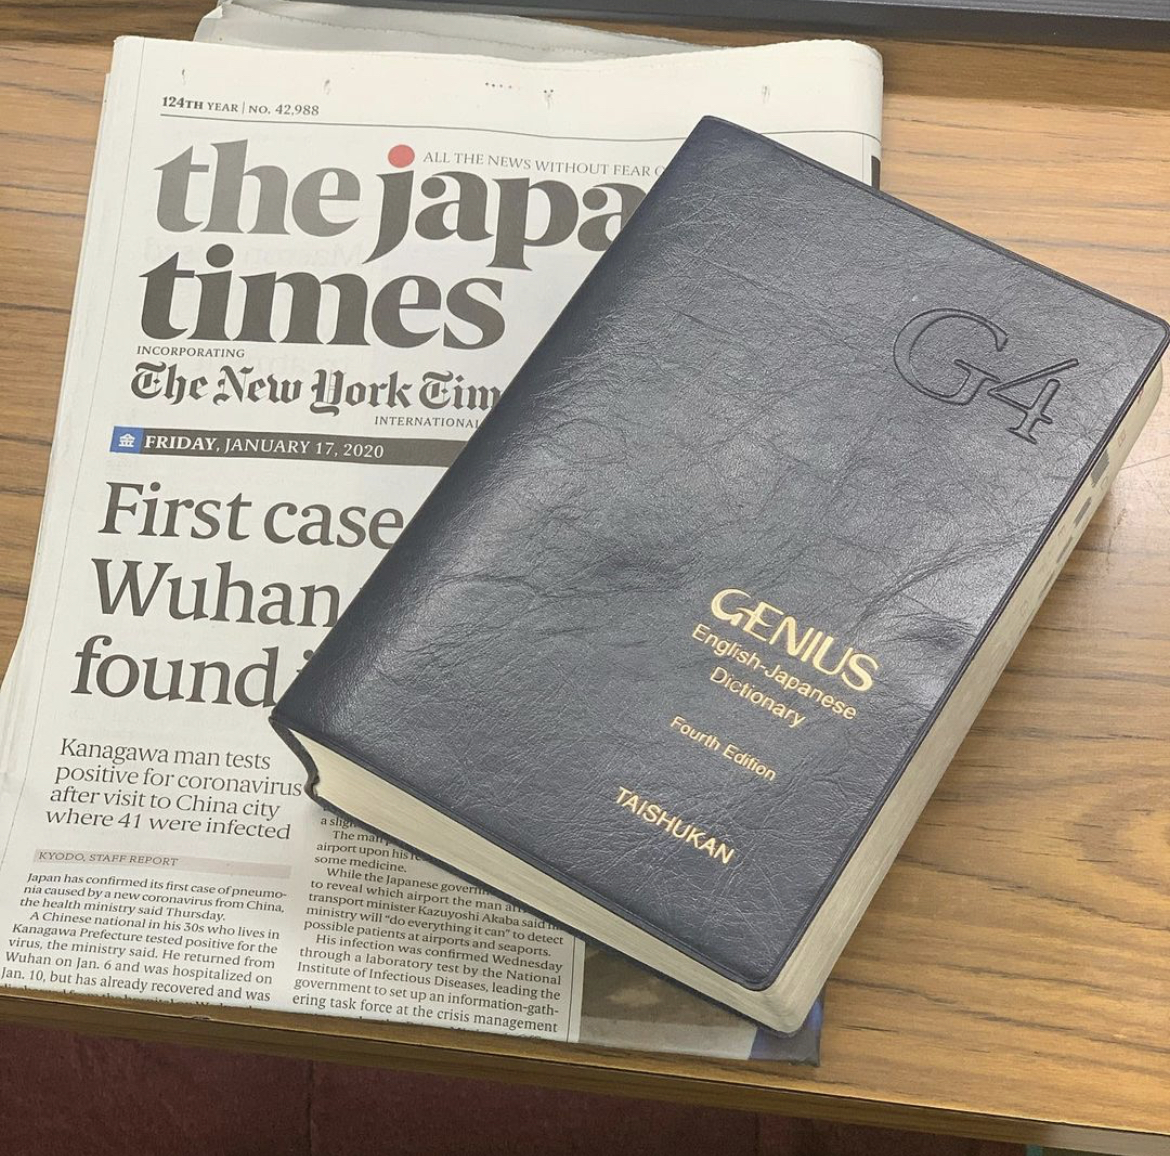 124TH YEAR | NO. 42,988
ALL THE NEWS WITHOUT FEAR
the japa
times
INCORPORATING
The New York Tim
INTERNATIONAL
金 FRIDAY, JANUARY 17, 2020
First case
Wuhan
found
Kanagawa man tests
positive for coronavirus
after visit to China city
where 41 were infected
KYODO, STAFF REPORT
Japan has confirmed its first case of pneumo-
nia caused by a new coronavirus from China,
the health ministry said Thursday.
A Chinese national in his 30s who lives in
Kanagawa Prefecture tested positive for the
virus, the ministry said. He returned from
Wuhan on Jan. 6 and was hospitalized on
Jan. 10, but has already recovered and was
a
The man
airport upon his
some medicine.
While the Japanese
to reveal which airport the man
transport minister Kazuyoshi Akaba said
ministry will "do everything it can" to detect
possible patients at airports and seaports.
His infection was confirmed Wednesday
through a laboratory test by the National
Institute of Infectious Diseases, leading the
government to set up an information-gath-
ering task force at the crisis management
G4
GENIUS
English-Japanese
Dictionary
Fourth Edition
TAISHUKAN